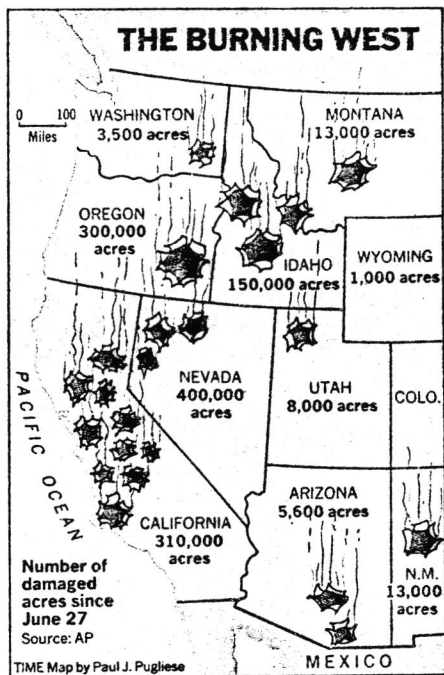 THE BURNING WEST
0 100
Miles
WASHINGTON
3,500 acres
MONTANA
13,000 acres
OREGON
300,000
acres
IDAHO
150,000 acres
WYOMING
1,000 acres
NEVADA
400,000
acres
UTAH
8,000 acres
COLO.
PACIFIC OCEAN
CALIFORNIA
310,000
acres
ARIZONA
5,600 acres
N.M.
13,000
acres
Number of
damaged
acres since
June 27
Source: AP
MEXICO
TIME Map by Paul J. Pugliese